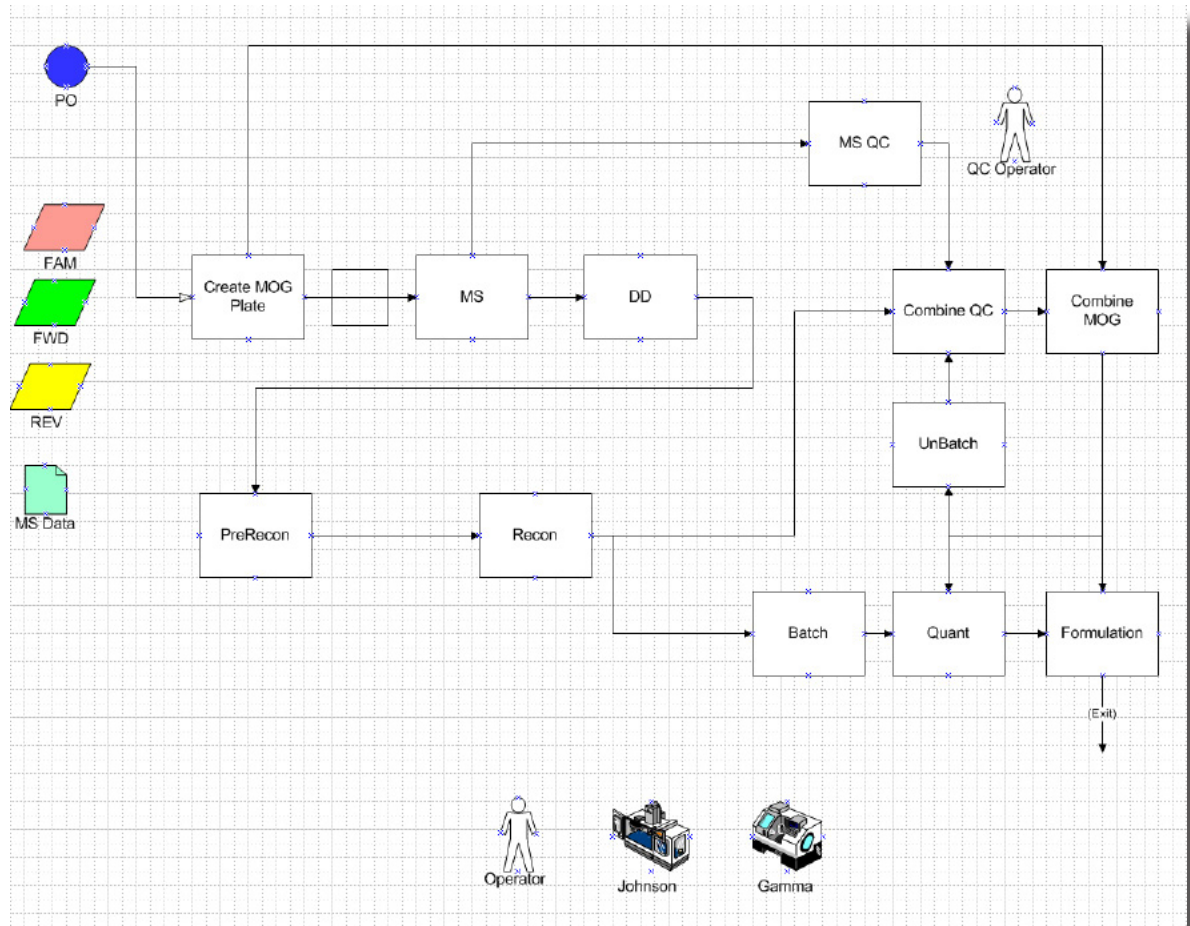 PO
MS QC
QC Operator
FAM
Create MOG
Plate
MS
DD
Combine QC
Combine
MOG
FWD
REV
UnBatch
MS Data
PreRecon
Recon
Batch
Quant
Formulation
(Exit)
Operator
Johnson
Gamma